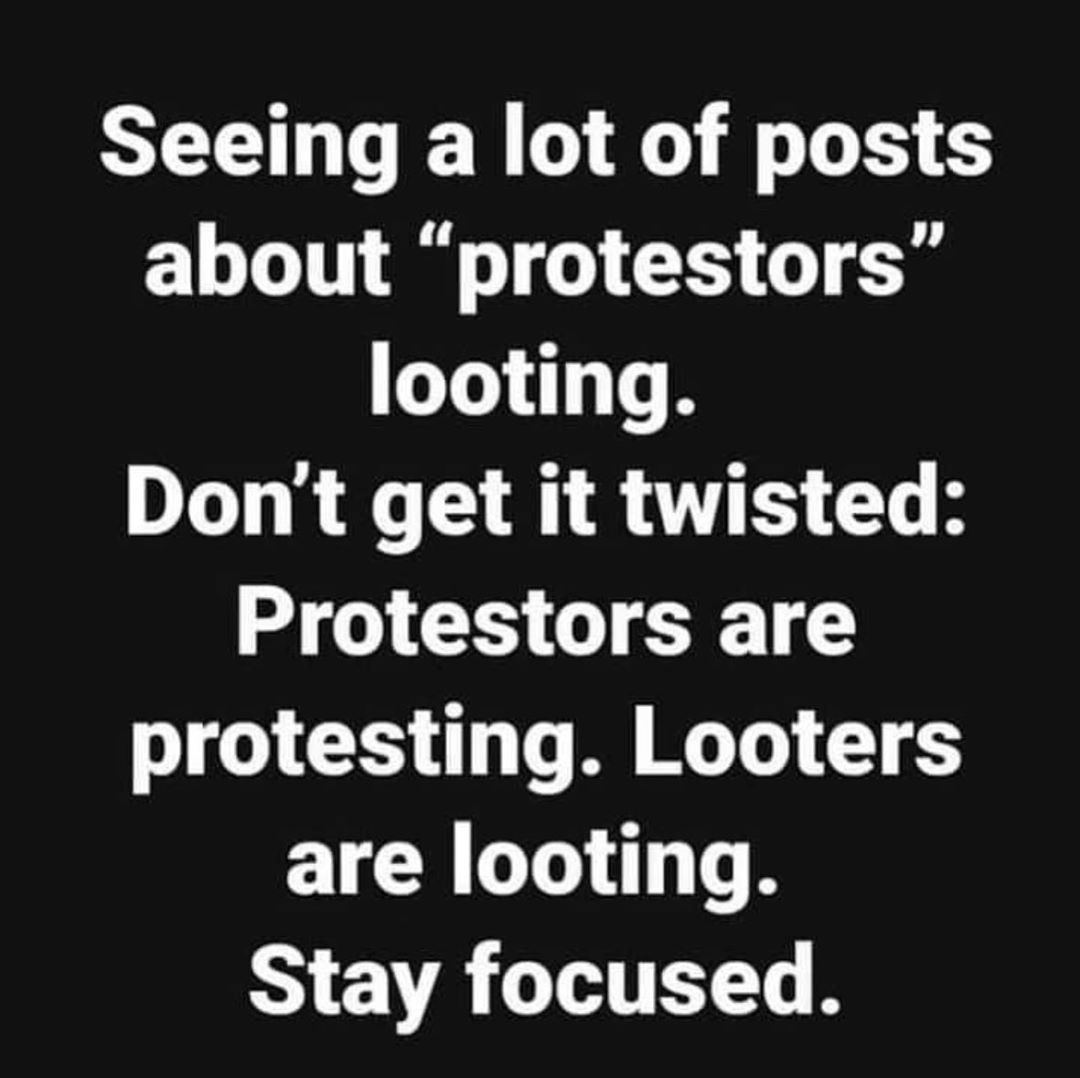 Seeing a lot of posts
about “protestors”
looting.
Don’t get it twisted:
Protestors are
protesting. Looters
are looting.
Stay focused.